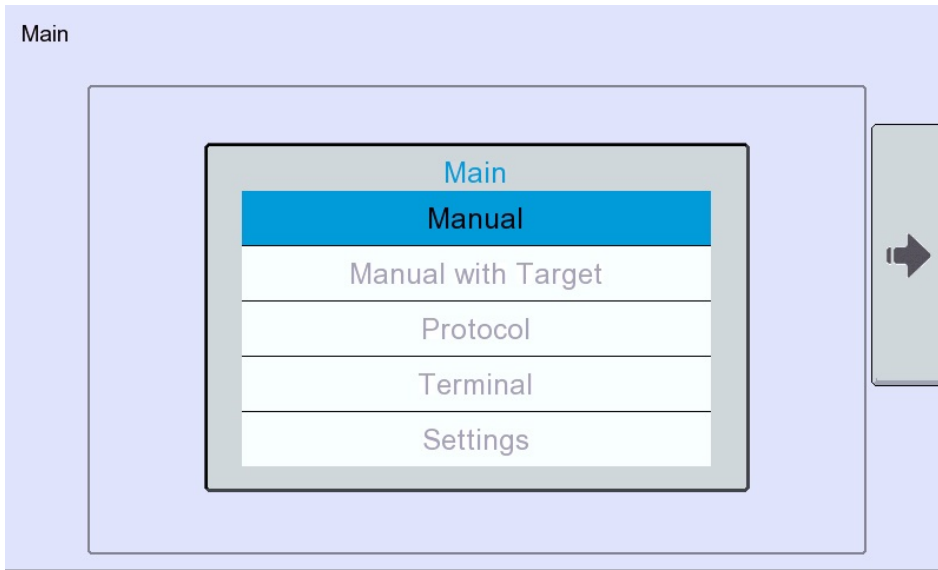 Main
Main
Manual
Manual with Target
Protocol
Terminal
Settings